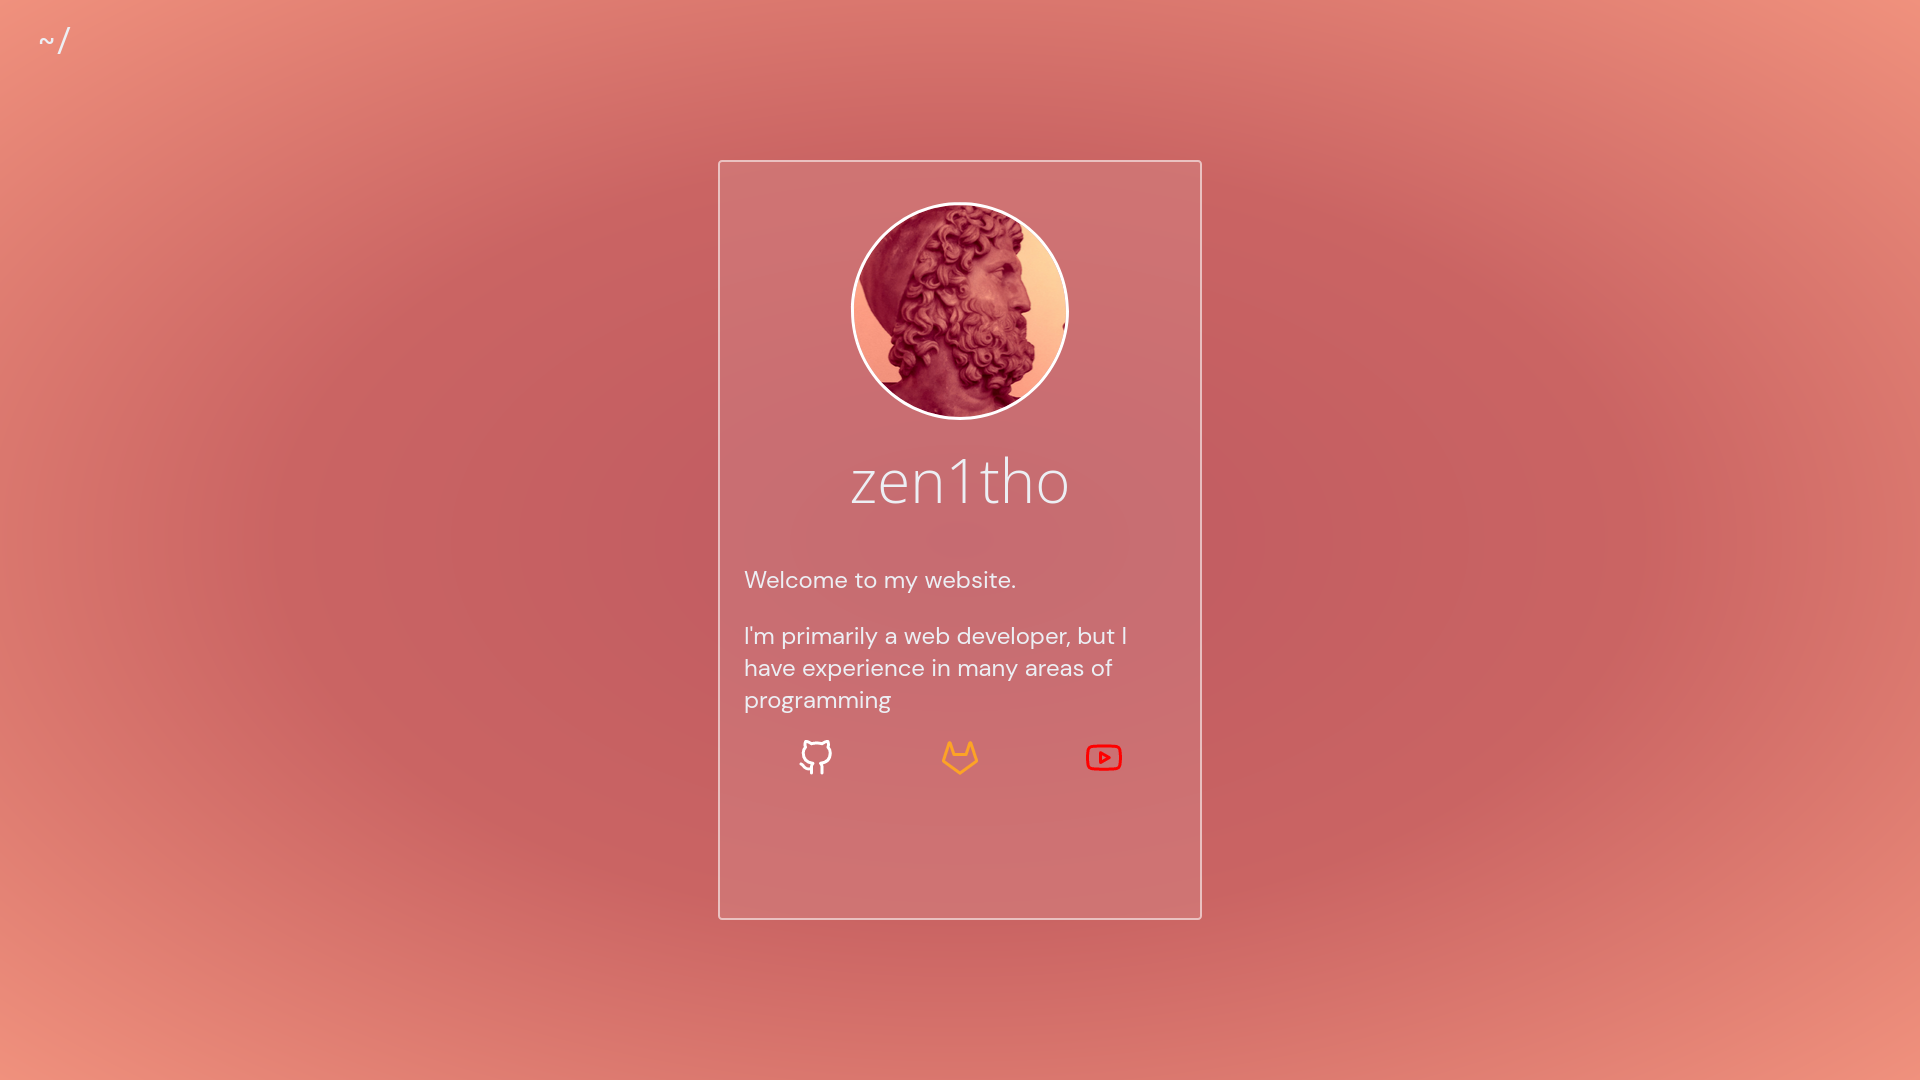 ~/
zen1tho
Welcome to my website.
I'm primarily a web developer, but I
have experience in many areas of
programming